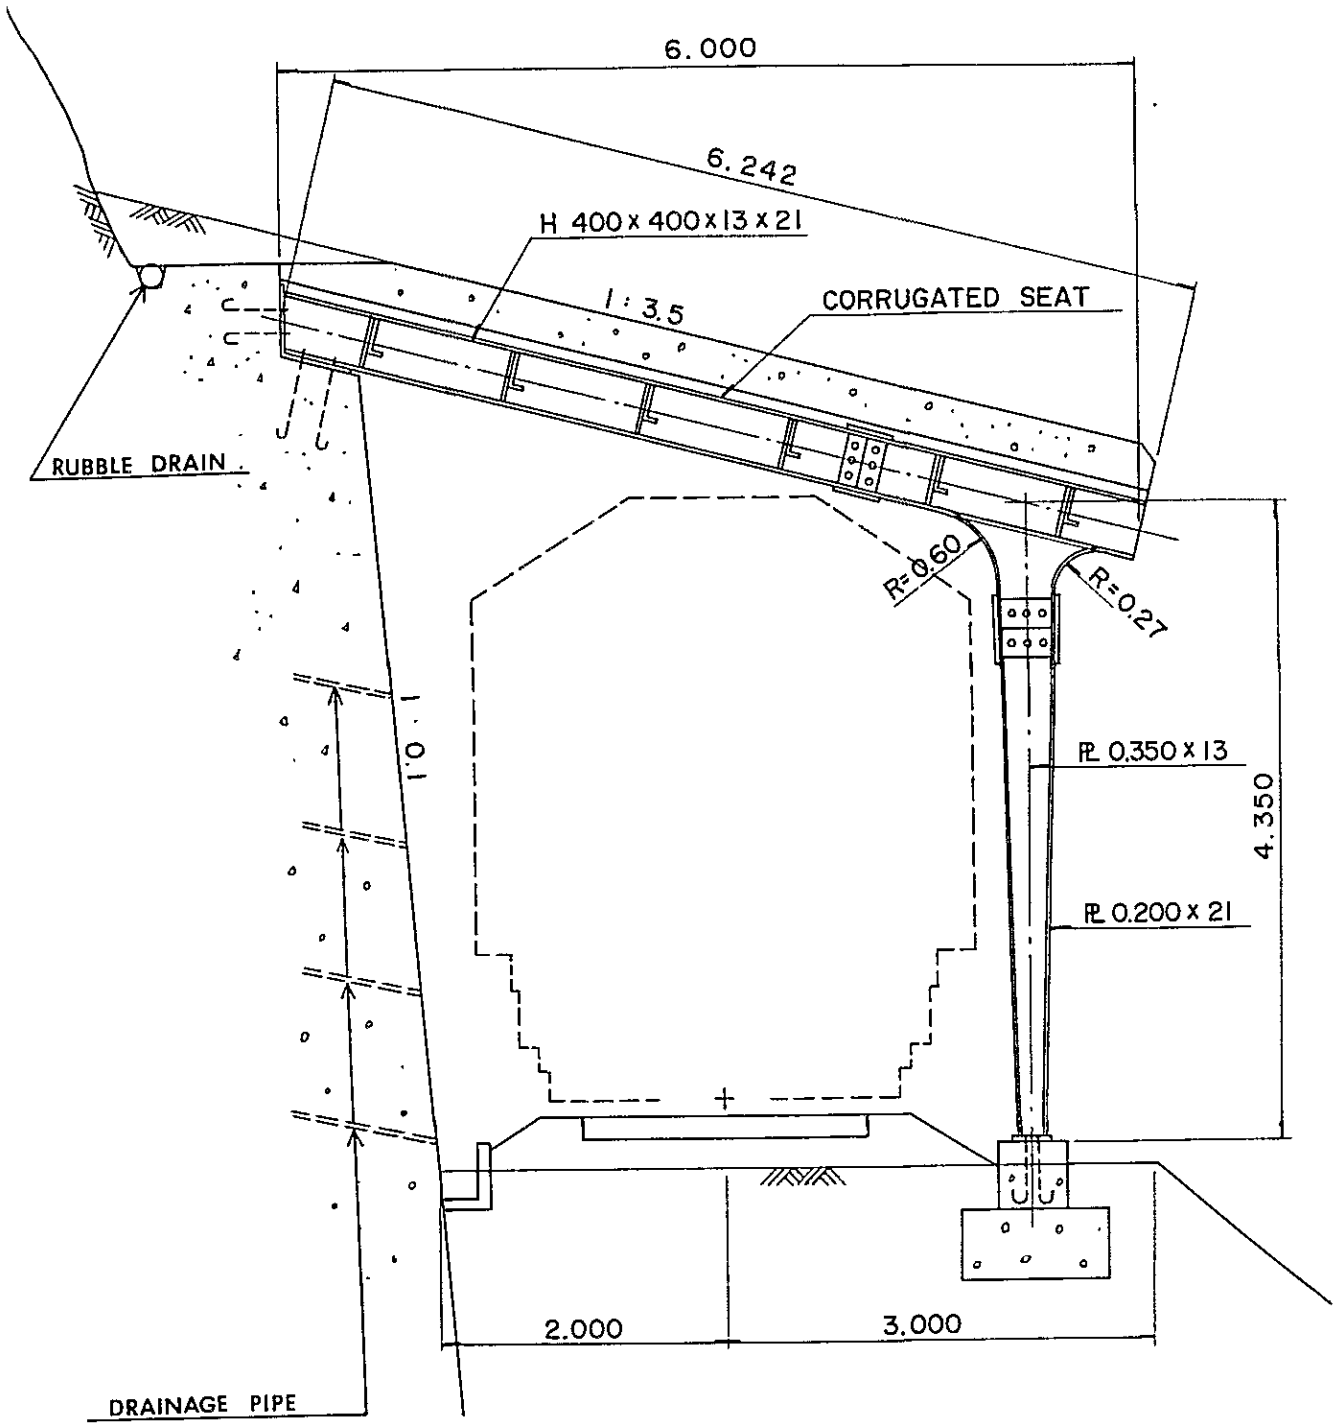 6.000
6.242
H 400×400×13×21
1 : 3.5
CORRUGATED SEAT
RUBBLE DRAIN
R=0.60
R=0.27
1 : 0.1
PL 0.350×13
4.350
PL 0.200×21
2.000
3.000
DRAINAGE PIPE